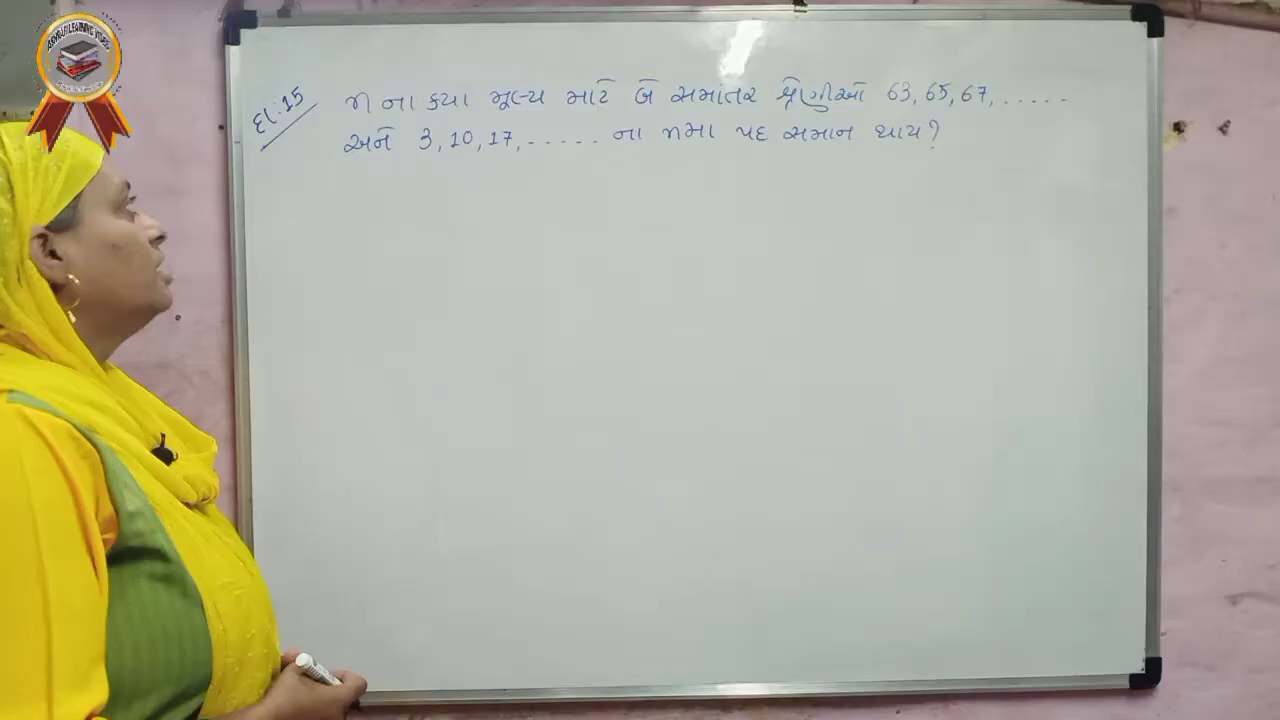 દા:15 n ના કયા મૂલ્ય માટે બે સમાંતર શ્રેણીઓ 63, 65, 67, ......
અને 3, 10, 17, ...... ના nમા પદ સમાન થાય?